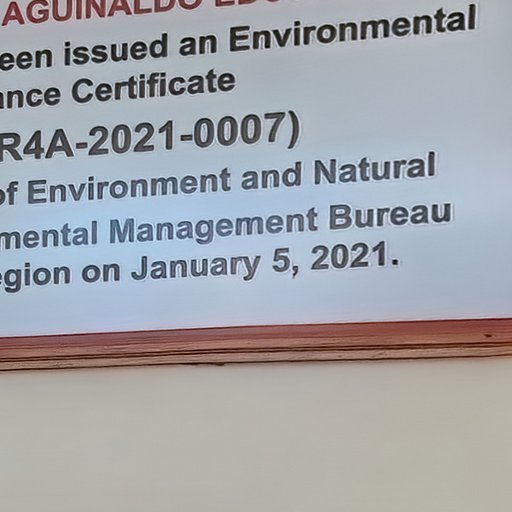 AGUINALDO
een issued an Environmental
ance Certificate
R4A-2021-0007)
of Environment and Natural
mental Management Bureau
egion on January 5, 2021.